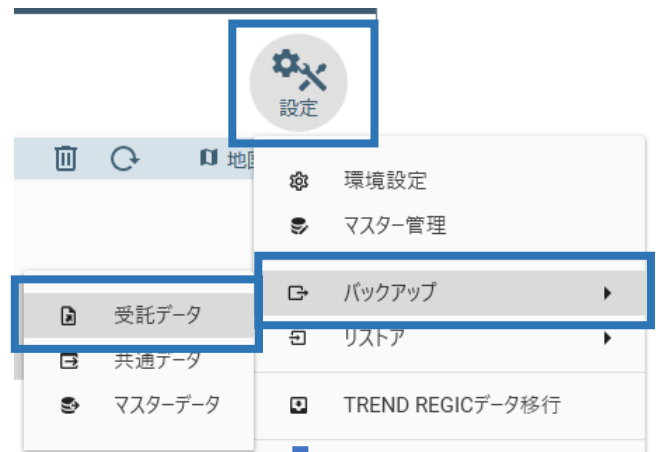 設定
地図
環境設定
マスター管理
バックアップ
リストア
TREND REGICデータ移行
受託データ
共通データ
マスターデータ